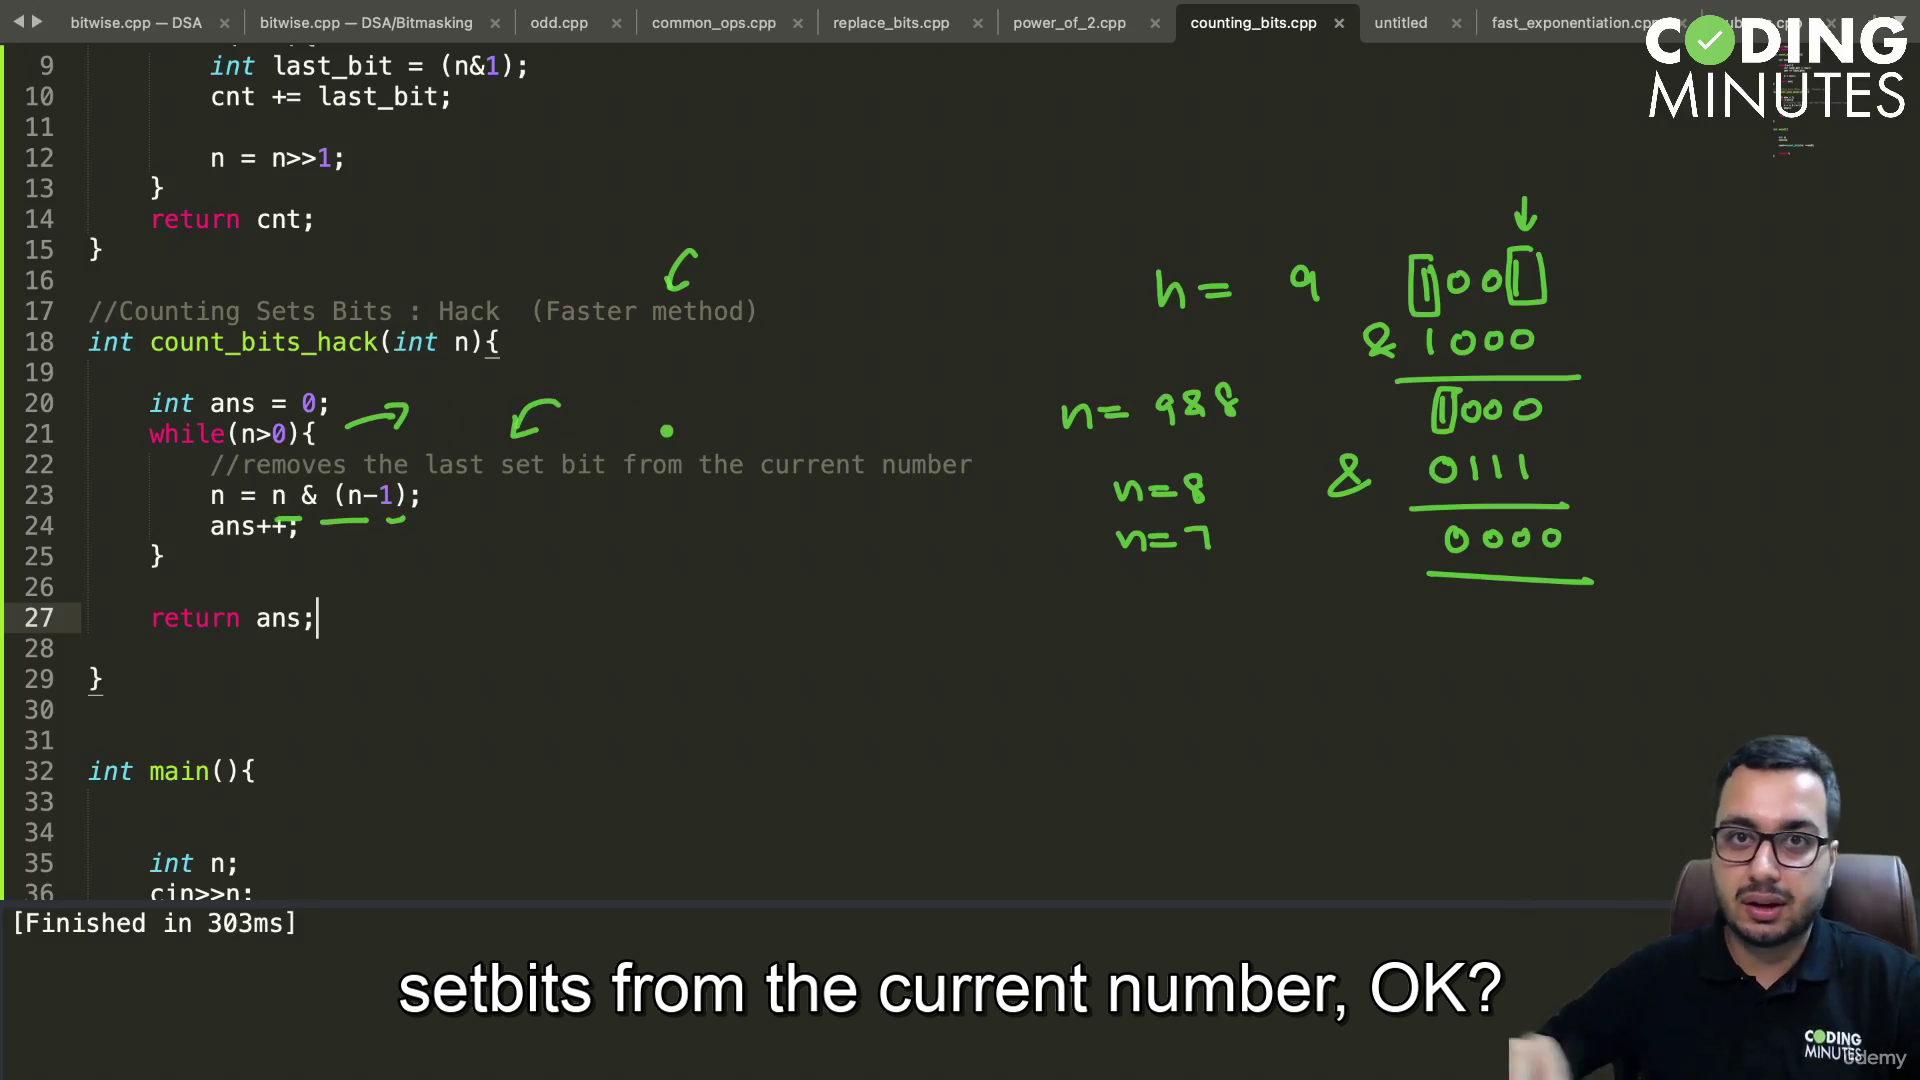 bitwise.cpp — DSA × bitwise.cpp — DSA/Bitmasking × odd.cpp × common_ops.cpp × replace_bits.cpp × power_of_2.cpp × counting_bits.cpp × untitled × fast_exponentiation.cpp
CODING
MINUTES
9 int last_bit = (n&1);
10 cnt += last_bit;
11
12 n = n>>1;
13 }
14 return cnt;
15 }
16
17 //Counting Sets Bits : Hack (Faster method)
18 int count_bits_hack(int n){
19
20 int ans = 0;
21 while(n>0){
22 //removes the last set bit from the current number
23 n = n & (n-1);
24 ans++;
25 }
26
27 return ans;
28
29 }
30
31
32 int main(){
33
34
35 int n;
36 cin>>n;
n = 9 1001
& 1000
n = 988 1000
n = 8 & 0111
n = 7 0000
[Finished in 303ms]
setbits from the current number, OK?
CODING
MINUTES
Udemy